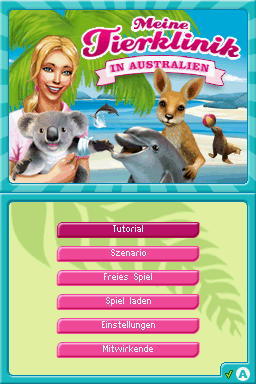 Meine
Tierklinik
IN AUSTRALIEN
Tutorial
Szenario
Freies Spiel
Spiel laden
Einstellungen
Mitwirkende
A